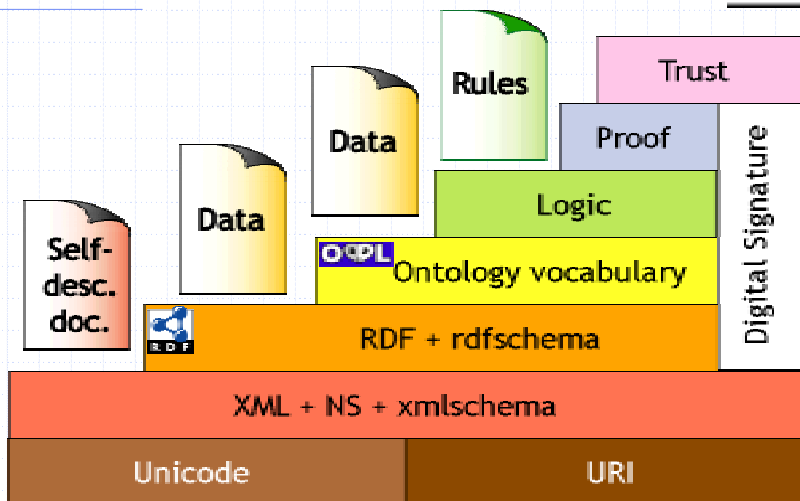 Rules
Trust
Data
Proof
Digital Signature
Data
Logic
Self-
desc.
doc.
Ontology vocabulary
RDF
RDF + rdfschema
XML + NS + xmlschema
Unicode
URI